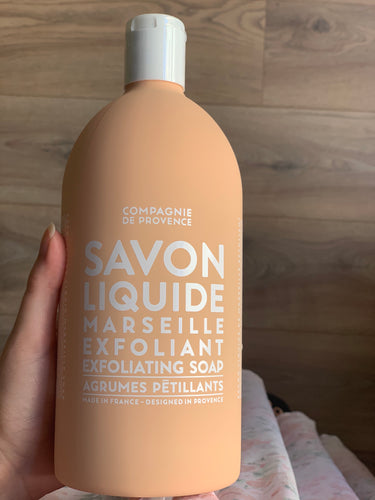 COMPAGNIE
DE PROVENCE
SAVON
LIQUIDE
MARSEILLE
EXFOLIANT
EXFOLIATING SOAP
AGRUMES PÉTILLANTS
MADE IN FRANCE - DESIGNED IN PROVENCE